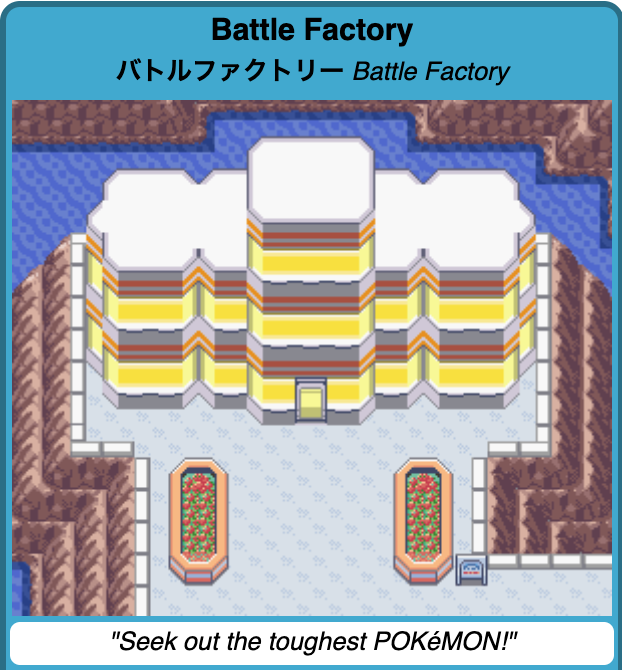 Battle Factory
バトルファクトリー Battle Factory
"Seek out the toughest POKéMON!"